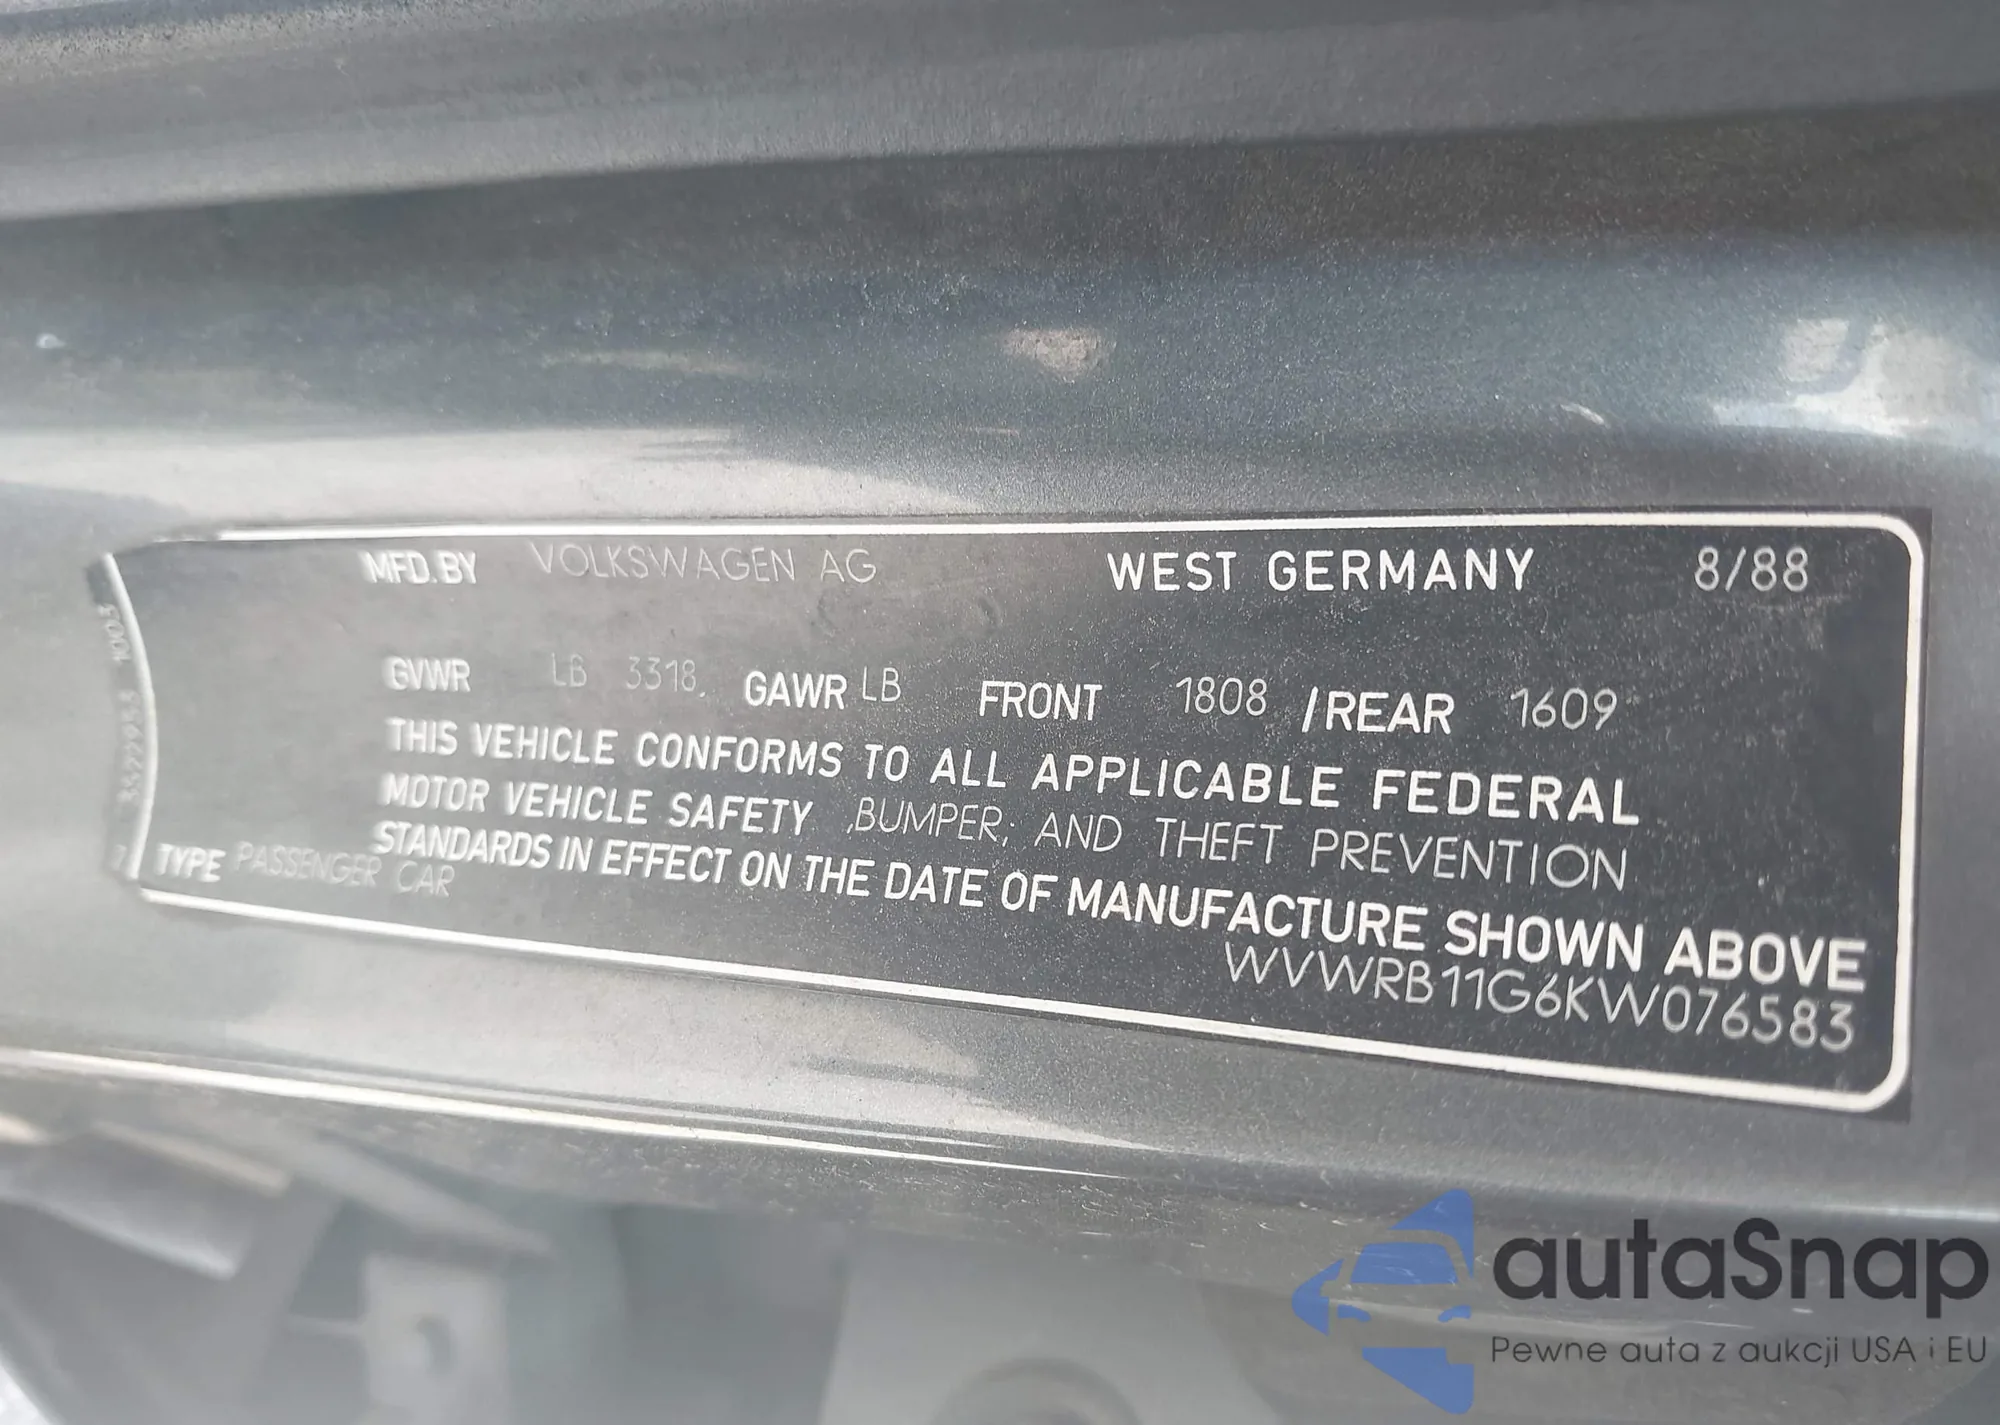 MFD.BY VOLKSWAGEN AG WEST GERMANY 8/88
GVWR LB 3318, GAWR LB FRONT 1808 /REAR 1609
THIS VEHICLE CONFORMS TO ALL APPLICABLE FEDERAL
MOTOR VEHICLE SAFETY ,BUMPER, AND THEFT PREVENTION
STANDARDS IN EFFECT ON THE DATE OF MANUFACTURE SHOWN ABOVE
TYPE PASSENGER CAR WVWRB11G6KW076583
autaSnap
Pewne auta z aukcji USA i EU